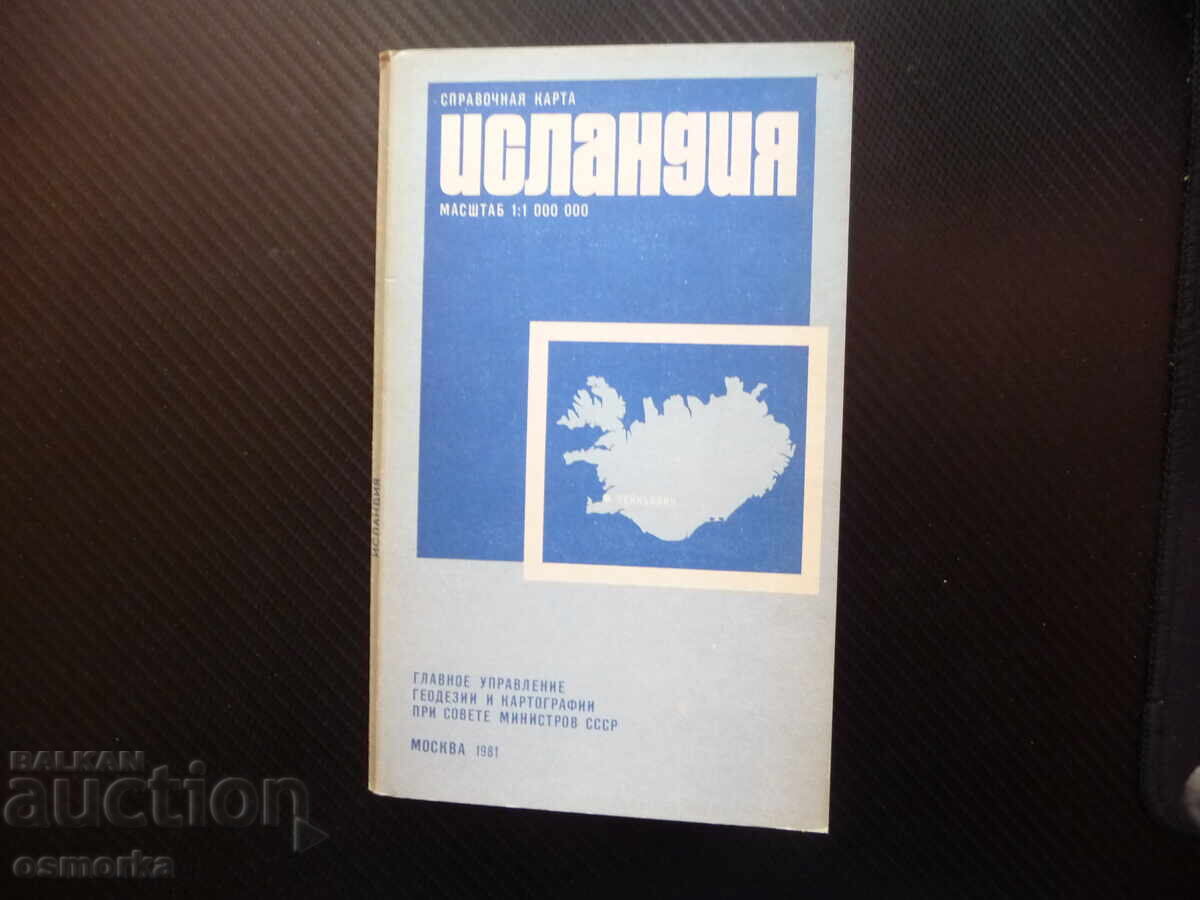 СПРАВОЧНАЯ КАРТА
ИСЛАНДИЯ
МАСШТАБ 1:1 000 000
РЕЙКЬЯВИК
ИСЛАНДИЯ
ГЛАВНОЕ УПРАВЛЕНИЕ
ГЕОДЕЗИИ И КАРТОГРАФИИ
ПРИ СОВЕТЕ МИНИСТРОВ СССР
МОСКВА 1981
BALKAN
auction
osmorka